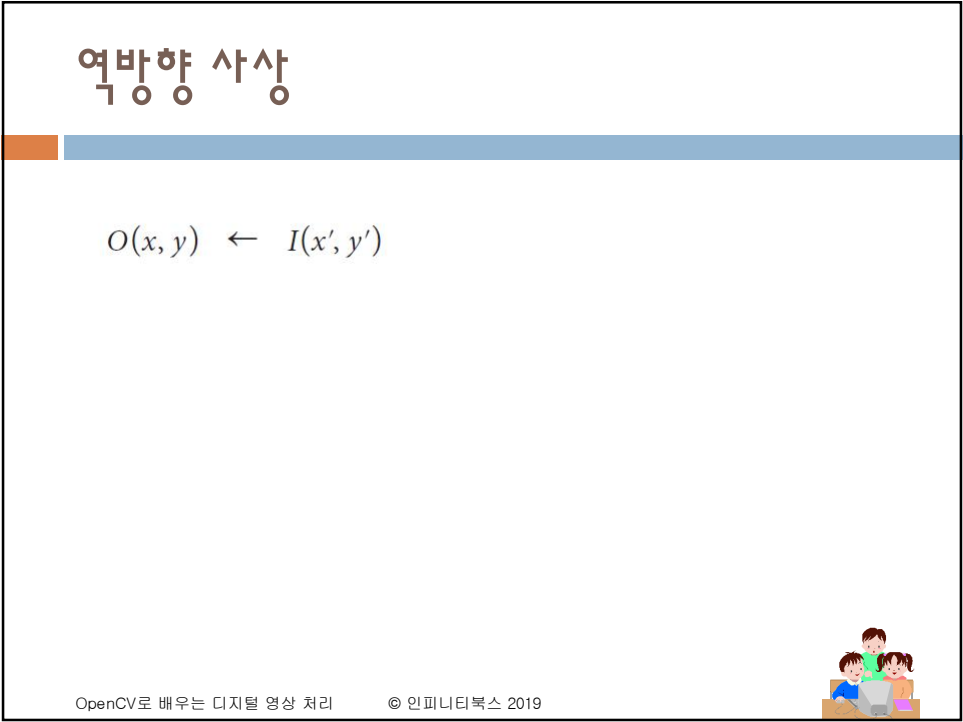 역방향 사상
O(x, y) ← I(x′, y′)
OpenCV로 배우는 디지털 영상 처리 © 인피니티북스 2019